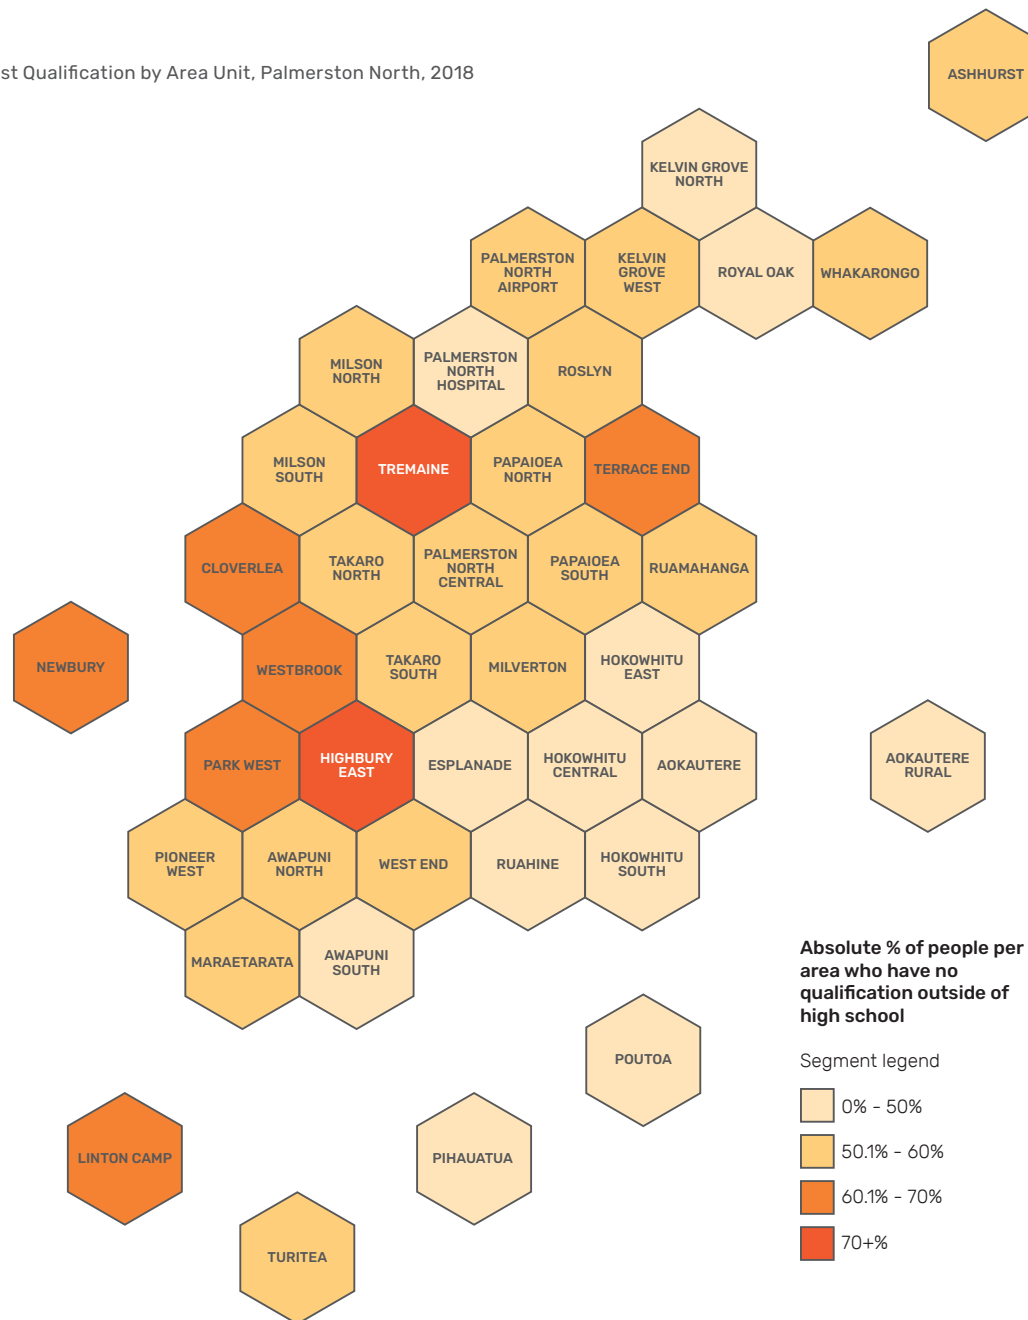 st Qualification by Area Unit, Palmerston North, 2018
ASHHURST
KELVIN GROVE
NORTH
PALMERSTON
NORTH
AIRPORT
KELVIN
GROVE
WEST
ROYAL OAK
WHAKARONGO
MILSON
NORTH
PALMERSTON
NORTH
HOSPITAL
ROSLYN
MILSON
SOUTH
TREMAINE
PAPAIOEA
NORTH
TERRACE END
CLOVERLEA
TAKARO
NORTH
PALMERSTON
NORTH
CENTRAL
PAPAIOEA
SOUTH
RUAMAHANGA
NEWBURY
WESTBROOK
TAKARO
SOUTH
MILVERTON
HOKOWHITU
EAST
PARK WEST
HIGHBURY
EAST
ESPLANADE
HOKOWHITU
CENTRAL
AOKAUTERE
AOKAUTERE
RURAL
PIONEER
WEST
AWAPUNI
NORTH
WEST END
RUAHINE
HOKOWHITU
SOUTH
MARAETARATA
AWAPUNI
SOUTH
POUTOA
LINTON CAMP
PIHAUATUA
TURITEA
Absolute % of people per
area who have no
qualification outside of
high school
Segment legend
0% - 50%
50.1% - 60%
60.1% - 70%
70+%